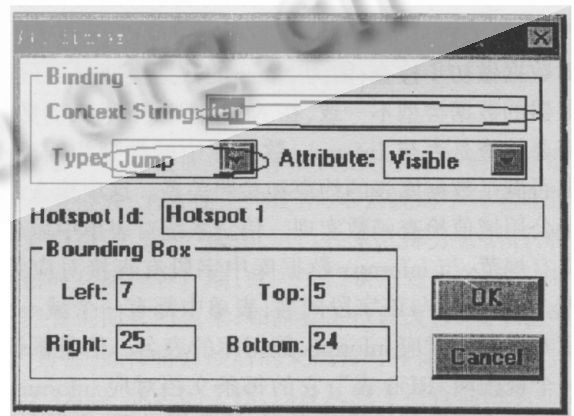 Binding
Context String: ten
Type: Jump Attribute: Visible
Hotspot Id: Hotspot 1
Bounding Box
Left: 7 Top: 5 OK
Right: 25 Bottom: 24 Cancel